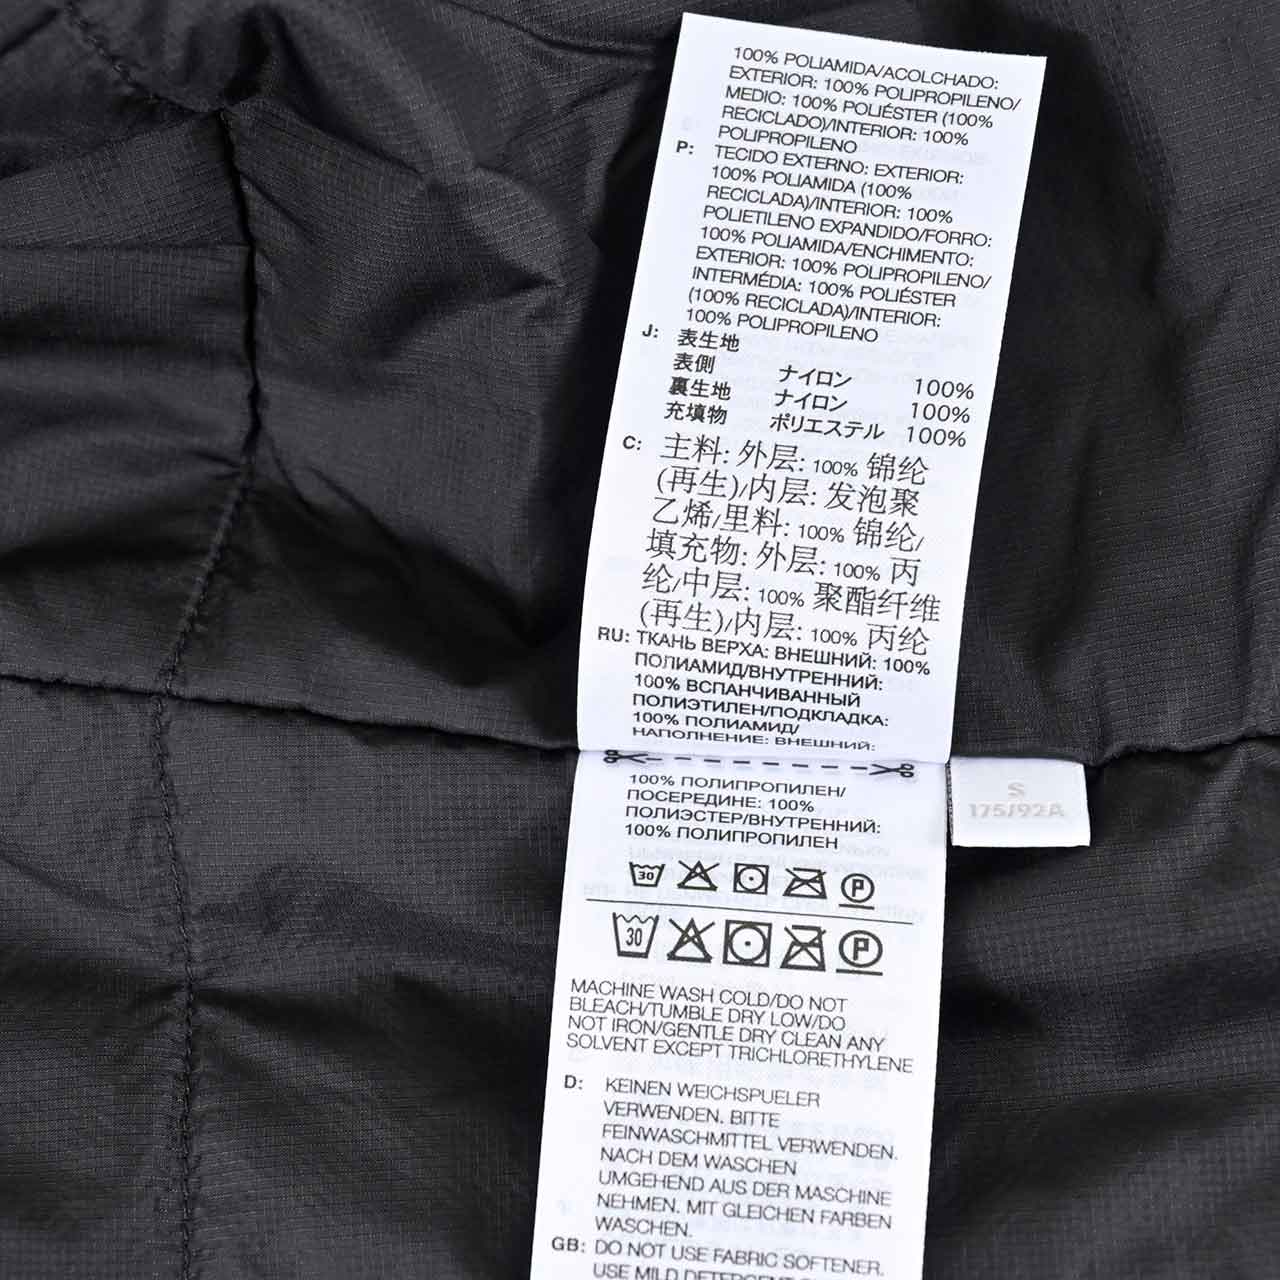 100% POLIAMIDA/ACOLCHADO:
EXTERIOR: 100% POLIPROPILENO/
MEDIO: 100% POLIÉSTER (100%
RECICLADO)/INTERIOR: 100%
POLIPROPILENO
P: TECIDO EXTERNO: EXTERIOR:
100% POLIAMIDA (100%
RECICLADA)/INTERIOR: 100%
POLIETILENO EXPANDIDO/FORRO:
100% POLIAMIDA/ENCHIMENTO:
EXTERIOR: 100% POLIPROPILENO/
INTERMÉDIA: 100% POLIÉSTER
(100% RECICLADA)/INTERIOR:
100% POLIPROPILENO
J: 表生地
表側 ナイロン 100%
裏生地 ナイロン 100%
充填物 ポリエステル 100%
C: 主料: 外层: 100% 锦纶
(再生)/内层: 发泡聚
乙烯/里料: 100% 锦纶/
填充物: 外层: 100% 丙
纶/中层: 100% 聚酯纤维
(再生)/内层: 100% 丙纶
RU: ТКАНЬ ВЕРХА: ВНЕШНИЙ: 100%
ПОЛИАМИД/ВНУТРЕННИЙ:
100% ВСПАНЧИВАННЫЙ
ПОЛИЭТИЛЕН/ПОДКЛАДКА:
100% ПОЛИАМИД/
НАПОЛНЕНИЕ: ВНЕШНИЙ:
100% ПОЛИПРОПИЛЕН/
ПОСЕРЕДИНЕ: 100%
ПОЛИЭСТЕР/ВНУТРЕННИЙ:
100% ПОЛИПРОПИЛЕН
S
175/92A
30 P
30 P
MACHINE WASH COLD/DO NOT
BLEACH/TUMBLE DRY LOW/DO
NOT IRON/GENTLE DRY CLEAN ANY
SOLVENT EXCEPT TRICHLORETHYLENE
D: KEINEN WEICHSPUELER
VERWENDEN. BITTE
FEINWASCHMITTEL VERWENDEN.
NACH DEM WASCHEN
UMGEHEND AUS DER MASCHINE
NEHMEN. MIT GLEICHEN FARBEN
WASCHEN.
GB: DO NOT USE FABRIC SOFTENER.
USE MILD DETERGENT